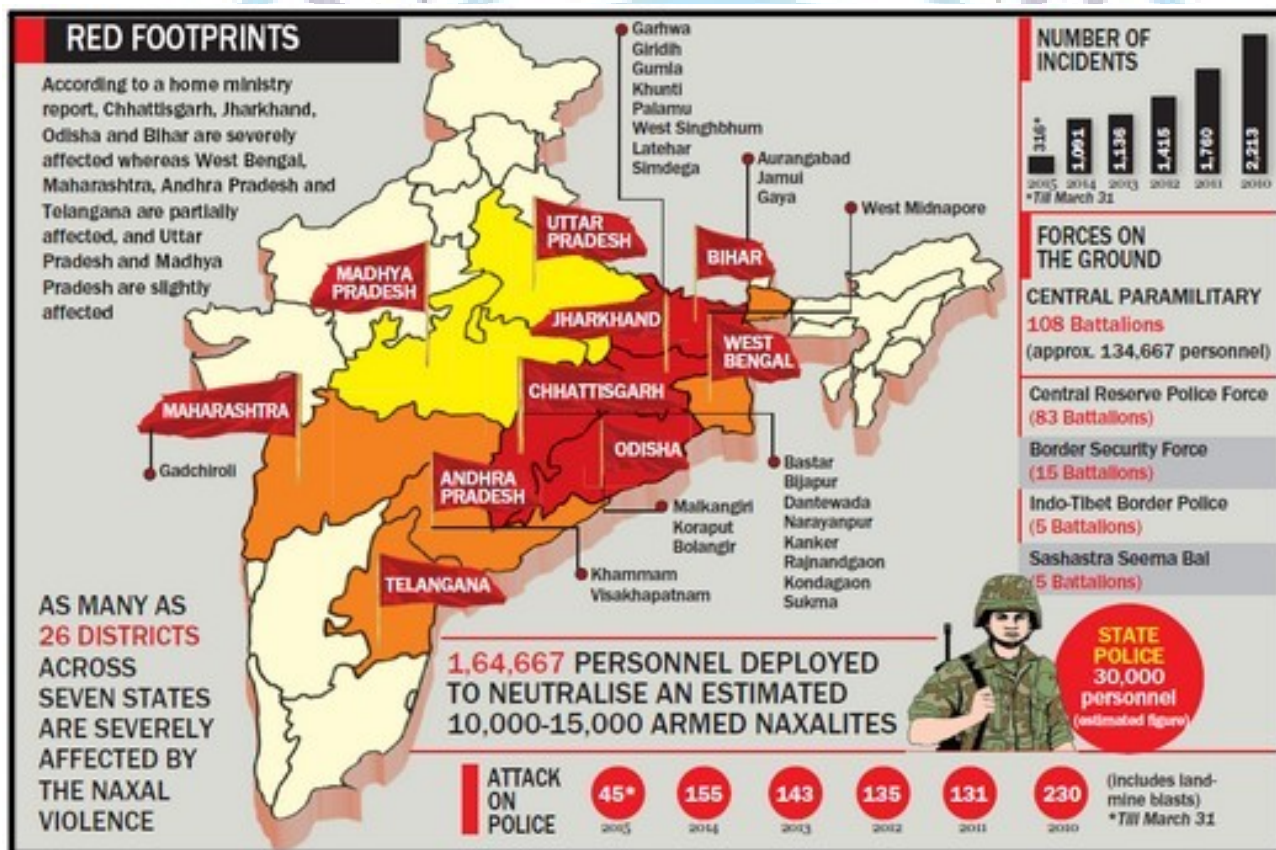 RED FOOTPRINTS
According to a home ministry
report, Chhattisgarh, Jharkhand,
Odisha and Bihar are severely
affected whereas West Bengal,
Maharashtra, Andhra Pradesh and
Telangana are partially
affected, and Uttar
Pradesh and Madhya
Pradesh are slightly
affected
Garhwa
Giridih
Gumla
Khunti
Palamu
West Singhbhum
Latehar
Simdega
Aurangabad
Jamui
Gaya
West Midnapore
UTTAR
PRADESH
MADHYA
PRADESH
BIHAR
JHARKHAND
WEST
BENGAL
CHHATTISGARH
MAHARASHTRA
ODISHA
ANDHRA
PRADESH
TELANGANA
Gadchiroli
Malkangiri
Koraput
Bolangir
Khammam
Visakhapatnam
Bastar
Bijapur
Dantewada
Narayanpur
Kanker
Rajnandgaon
Kondagaon
Sukma
AS MANY AS
26 DISTRICTS
ACROSS
SEVEN STATES
ARE SEVERELY
AFFECTED BY
THE NAXAL
VIOLENCE
NUMBER OF
INCIDENTS
316* 1,091 1,136 1,415 1,760 2,213
2015 2014 2013 2012 2011 2010
*Till March 31
FORCES ON
THE GROUND
CENTRAL PARAMILITARY
108 Battalions
(approx. 134,667 personnel)
Central Reserve Police Force
(83 Battalions)
Border Security Force
(15 Battalions)
Indo-Tibet Border Police
(5 Battalions)
Sashastra Seema Bal
(5 Battalions)
STATE
POLICE
30,000
personnel
(estimated figure)
1,64,667 PERSONNEL DEPLOYED
TO NEUTRALISE AN ESTIMATED
10,000-15,000 ARMED NAXALITES
ATTACK
ON
POLICE
45* 155 143 135 131 230
2015 2014 2013 2012 2011 2010
(includes land-
mine blasts)
*Till March 31